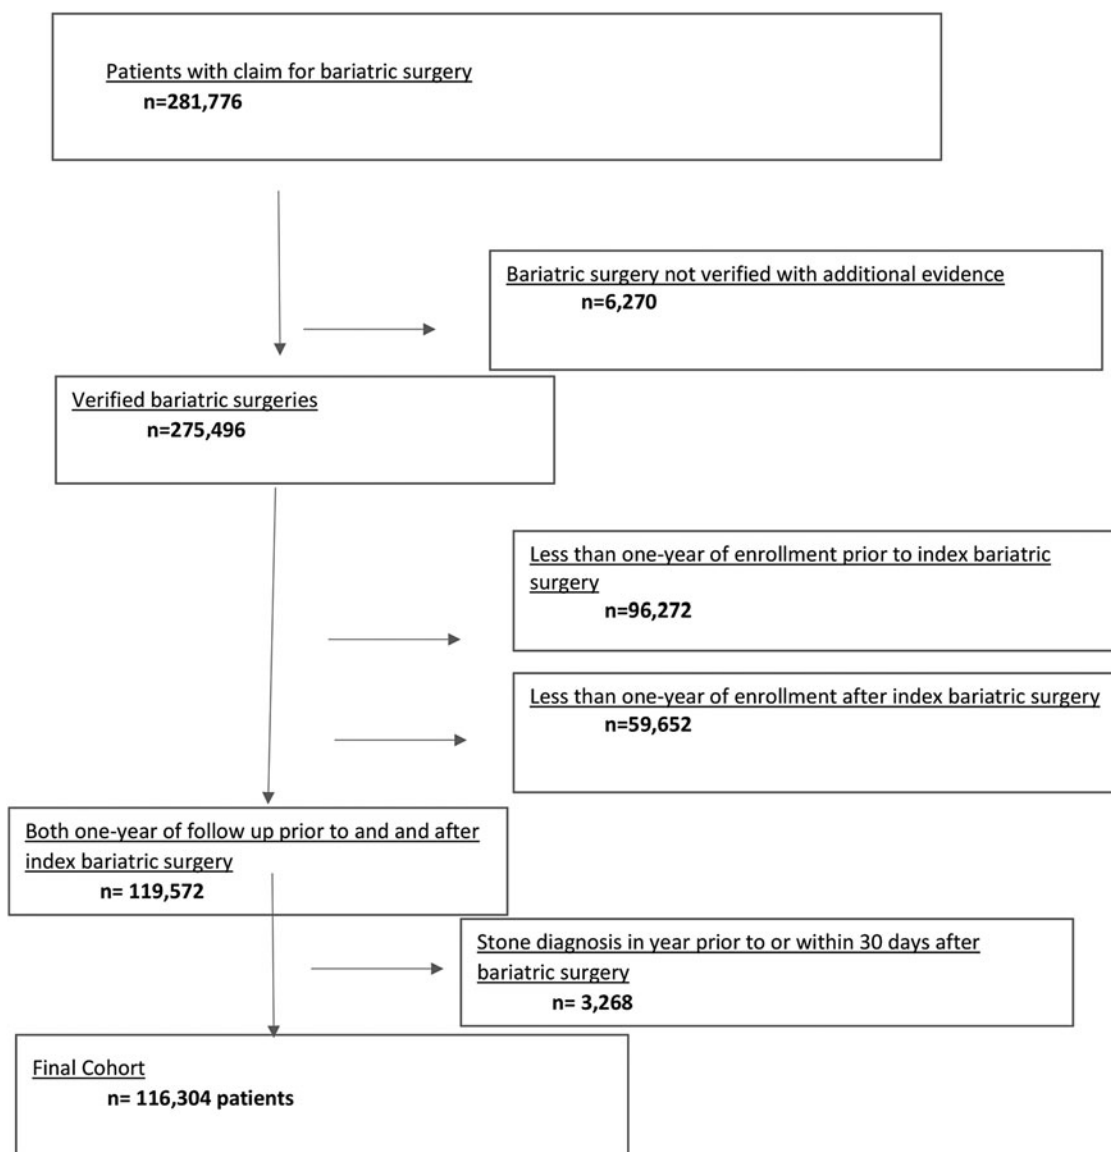 Patients with claim for bariatric surgery
n=281,776
Bariatric surgery not verified with additional evidence
n=6,270
Verified bariatric surgeries
n=275,496
Less than one-year of enrollment prior to index bariatric
surgery
n=96,272
Less than one-year of enrollment after index bariatric surgery
n=59,652
Both one-year of follow up prior to and and after
index bariatric surgery
n= 119,572
Stone diagnosis in year prior to or within 30 days after
bariatric surgery
n= 3,268
Final Cohort
n= 116,304 patients